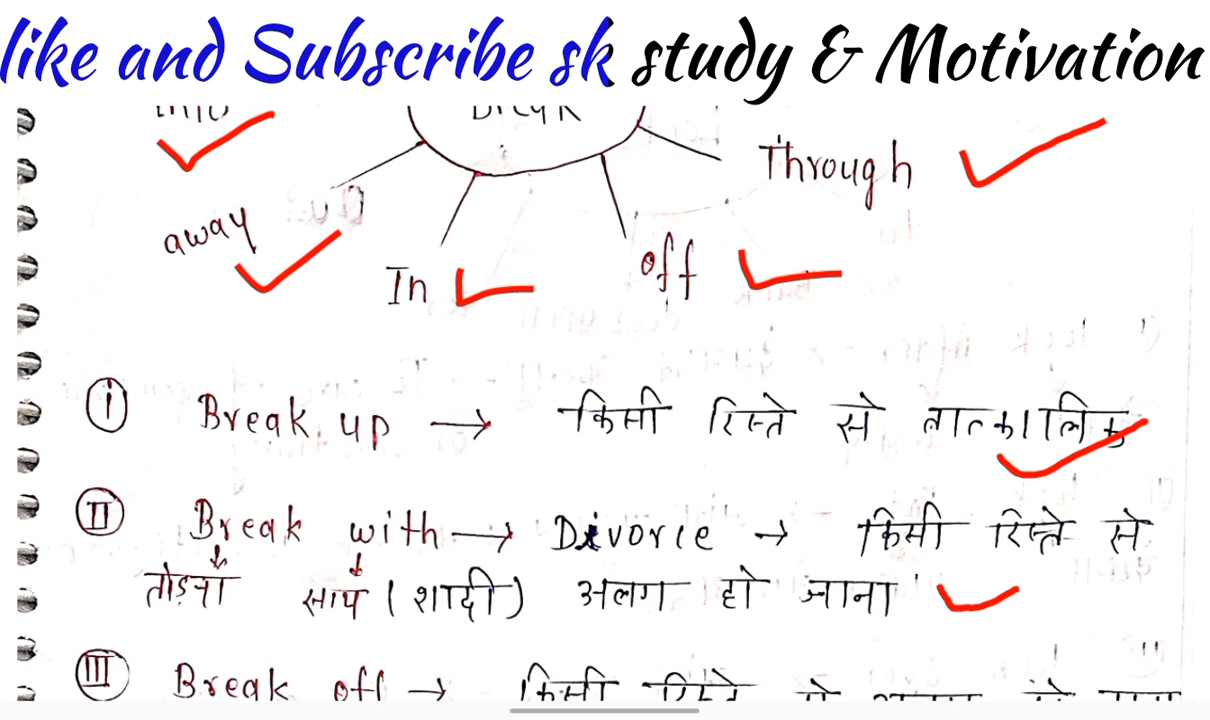 like and Subscribe sk study & Motivation
Through
away
In
off
I Break up → किसी रिस्ते से तात्कालिक
II Break with → Divorce → किसी रिस्ते से
तोड़ना साथ (शादी) अलग हो जाना
III Break off → किसी रिस्ते से